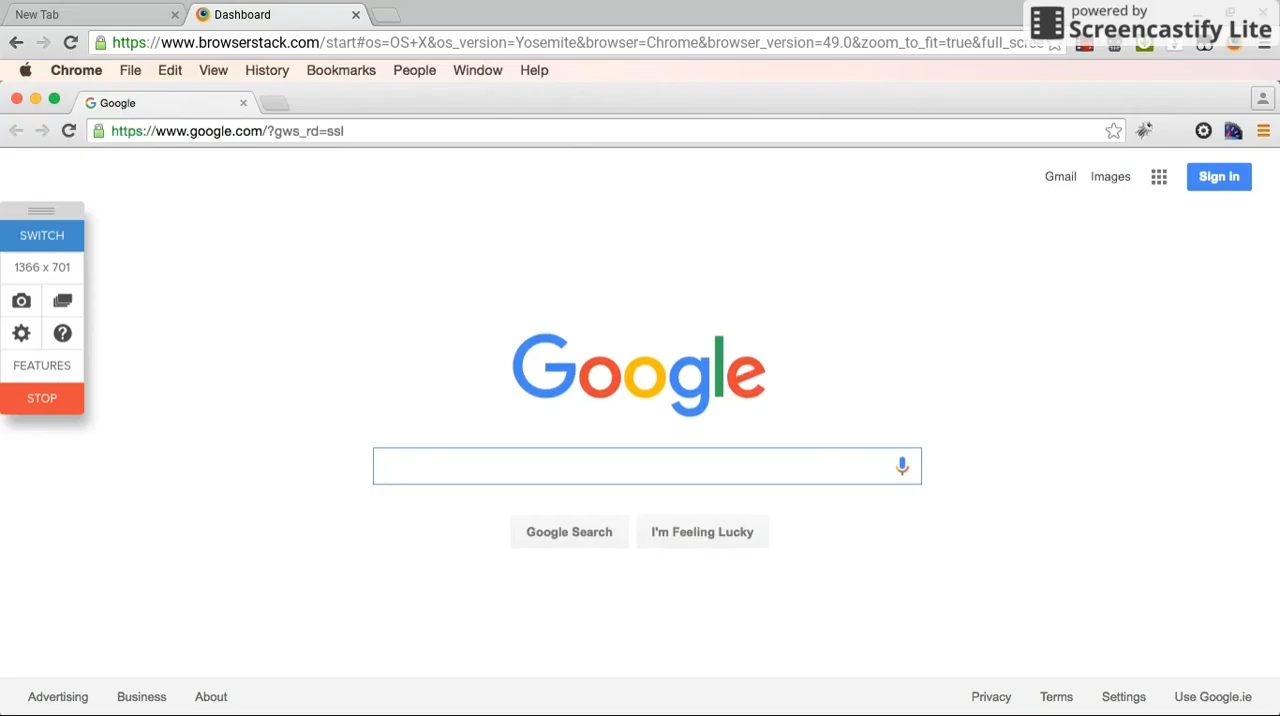 New Tab
Dashboard
powered by
Screencastify Lite
https://www.browserstack.com/start#os=OS+X&os_version=Yosemite&browser=Chrome&browser_version=49.0&zoom_to_fit=true&full_scre
Chrome File Edit View History Bookmarks People Window Help
Google
https://www.google.com/?gws_rd=ssl
Gmail Images Sign in
SWITCH
1366 x 701
FEATURES
STOP
Google
Google Search I'm Feeling Lucky
Advertising Business About Privacy Terms Settings Use Google.ie